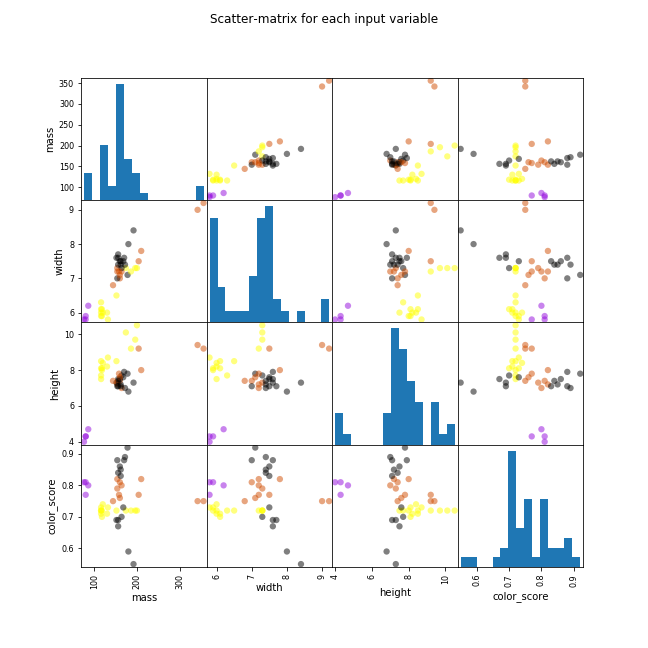 Scatter-matrix for each input variable
350
300
250
200
150
100
mass
9
8
7
6
width
10
8
6
4
height
0.9
0.8
0.7
0.6
color_score
100 200 300
mass
6 7 8 9
width
4 6 8 10
height
0.6 0.7 0.8 0.9
color_score